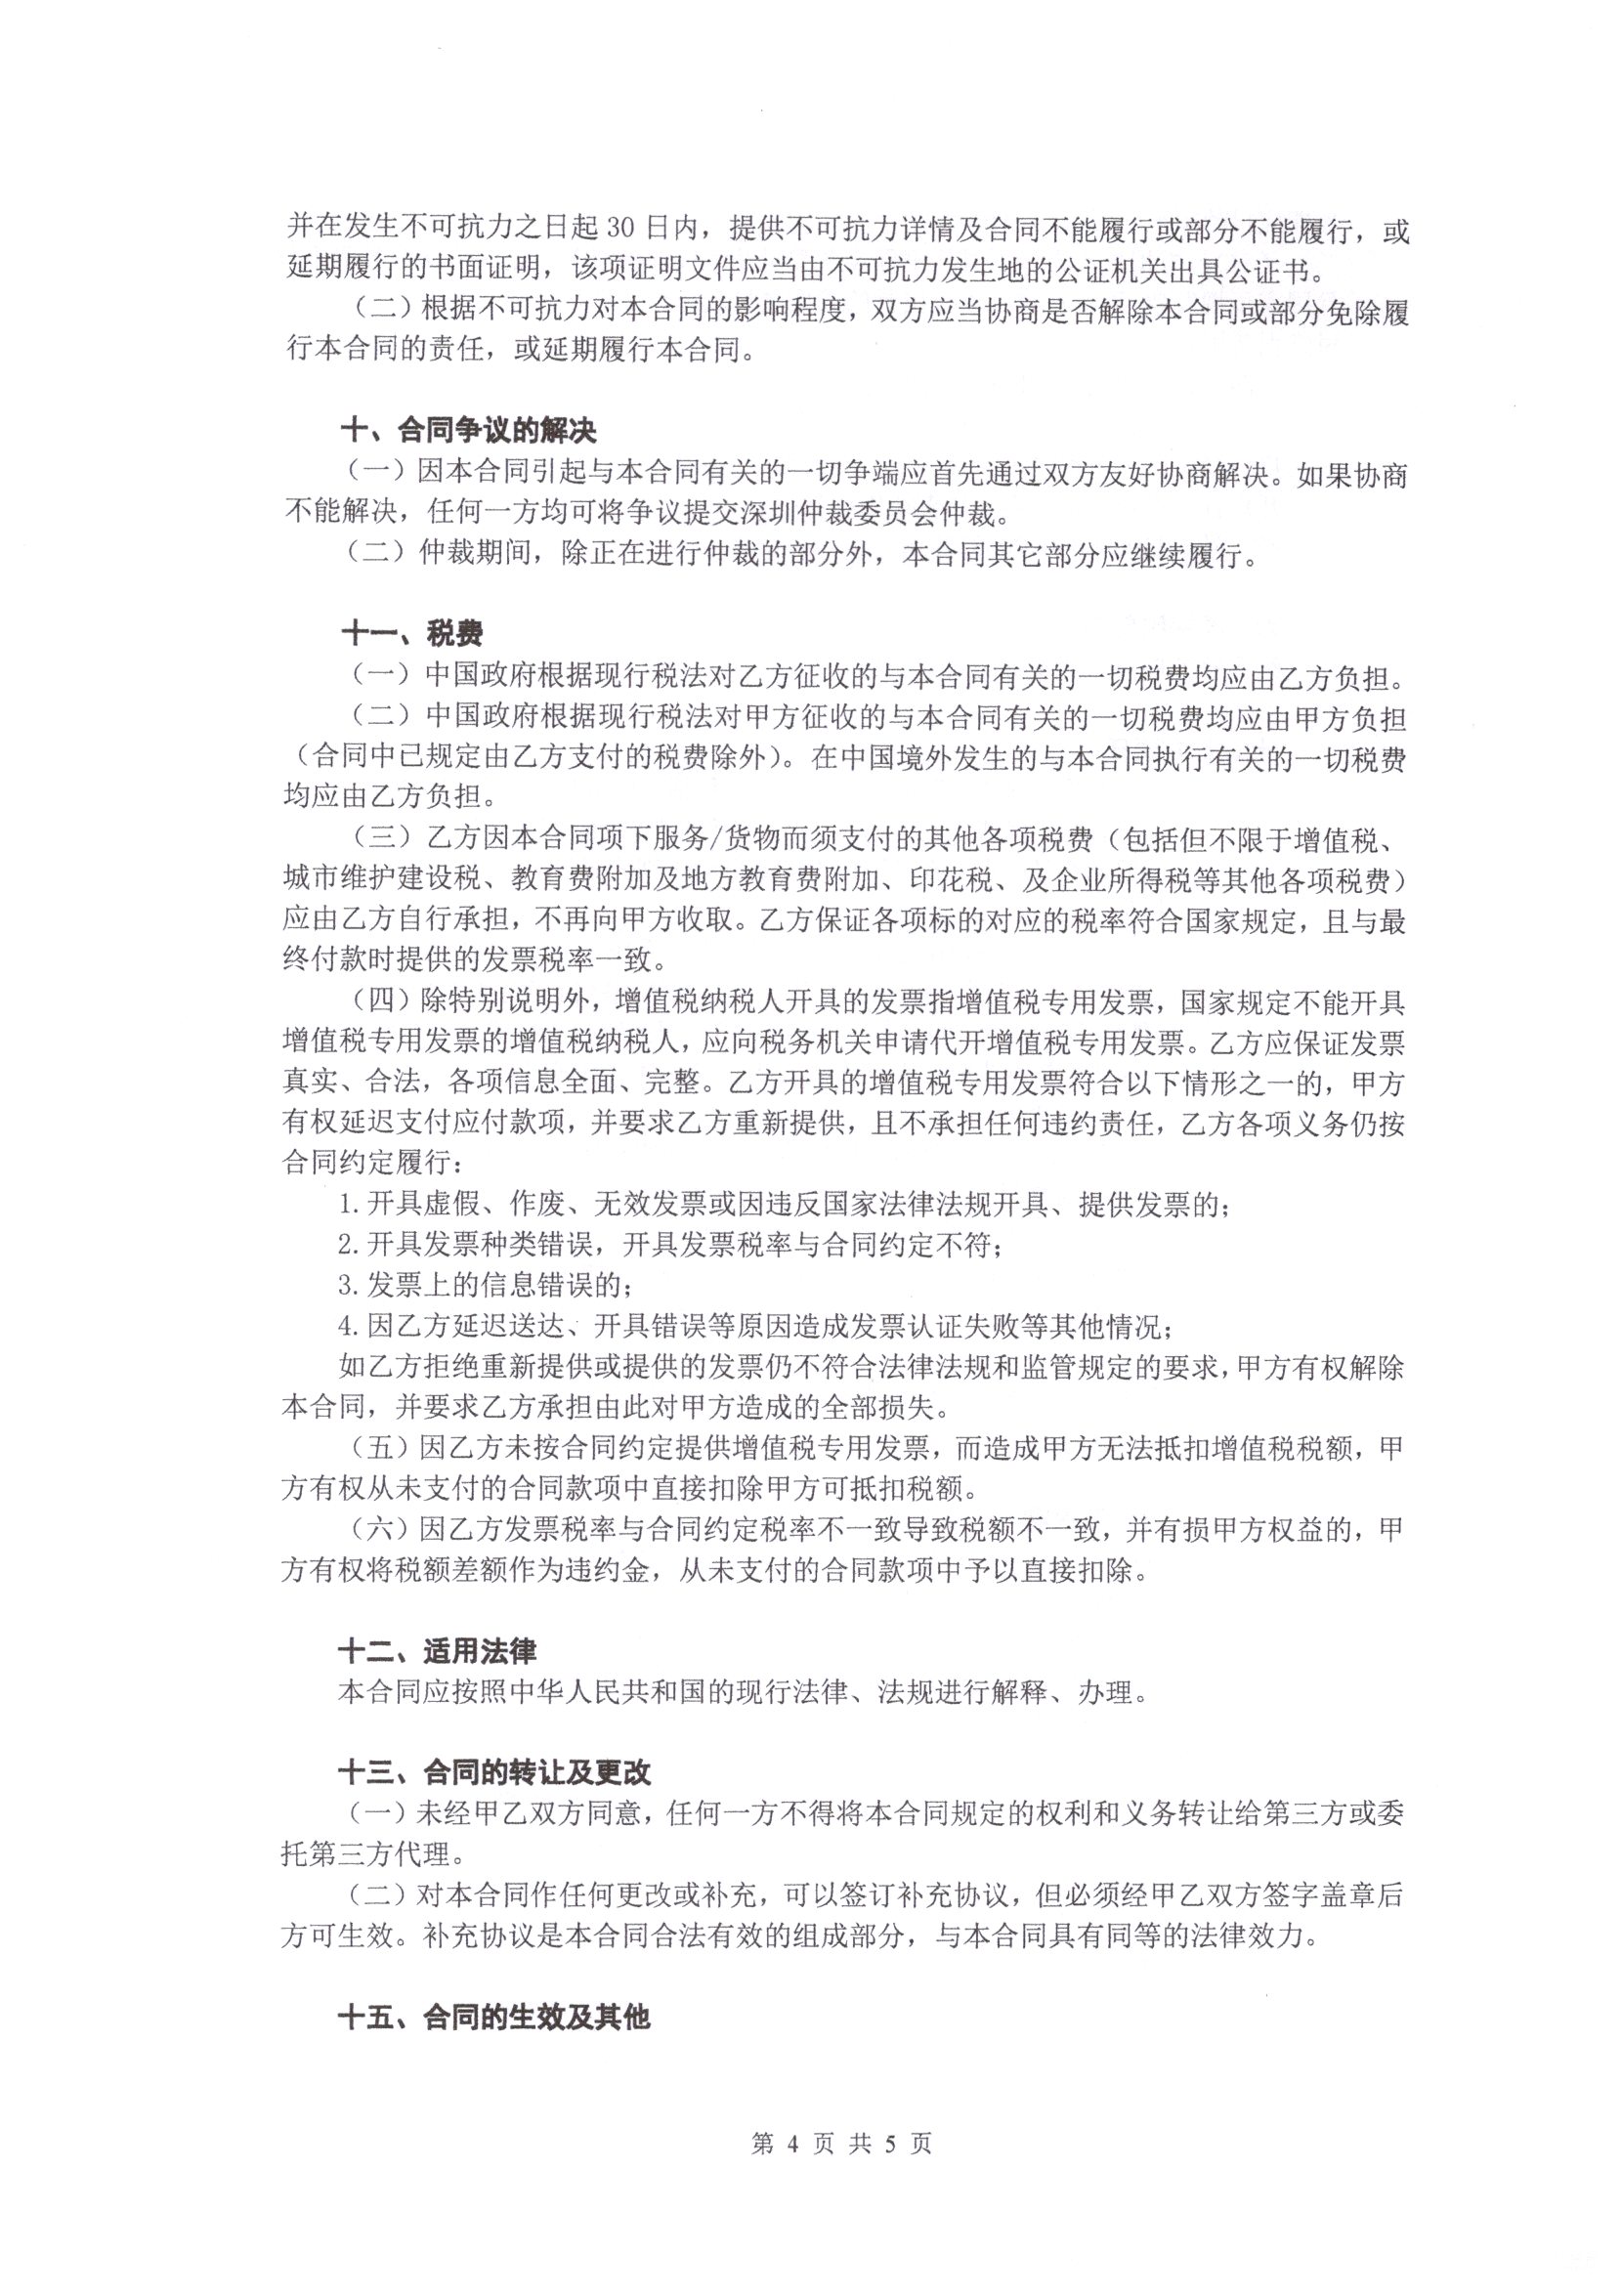 并在发生不可抗力之日起 30 日内，提供不可抗力详情及合同不能履行或部分不能履行，或
延期履行的书面证明，该项证明文件应当由不可抗力发生地的公证机关出具公证书。
（二）根据不可抗力对本合同的影响程度，双方应当协商是否解除本合同或部分免除履
行本合同的责任，或延期履行本合同。
十、合同争议的解决
（一）因本合同引起与本合同有关的一切争端应首先通过双方友好协商解决。如果协商
不能解决，任何一方均可将争议提交深圳仲裁委员会仲裁。
（二）仲裁期间，除正在进行仲裁的部分外，本合同其它部分应继续履行。
十一、税费
（一）中国政府根据现行税法对乙方征收的与本合同有关的一切税费均应由乙方负担。
（二）中国政府根据现行税法对甲方征收的与本合同有关的一切税费均应由甲方负担
（合同中已规定由乙方支付的税费除外）。在中国境外发生的与本合同执行有关的一切税费
均应由乙方负担。
（三）乙方因本合同项下服务/货物而须支付的其他各项税费（包括但不限于增值税、
城市维护建设税、教育费附加及地方教育费附加、印花税、及企业所得税等其他各项税费）
应由乙方自行承担，不再向甲方收取。乙方保证各项标的对应的税率符合国家规定，且与最
终付款时提供的发票税率一致。
（四）除特别说明外，增值税纳税人开具的发票指增值税专用发票，国家规定不能开具
增值税专用发票的增值税纳税人，应向税务机关申请代开增值税专用发票。乙方应保证发票
真实、合法，各项信息全面、完整。乙方开具的增值税专用发票符合以下情形之一的，甲方
有权延迟支付应付款项，并要求乙方重新提供，且不承担任何违约责任，乙方各项义务仍按
合同约定履行：
1. 开具虚假、作废、无效发票或因违反国家法律法规开具、提供发票的；
2. 开具发票种类错误，开具发票税率与合同约定不符；
3. 发票上的信息错误的；
4. 因乙方延迟送达、开具错误等原因造成发票认证失败等其他情况；
如乙方拒绝重新提供或提供的发票仍不符合法律法规和监管规定的要求，甲方有权解除
本合同，并要求乙方承担由此对甲方造成的全部损失。
（五）因乙方未按合同约定提供增值税专用发票，而造成甲方无法抵扣增值税税额，甲
方有权从未支付的合同款项中直接扣除甲方可抵扣税额。
（六）因乙方发票税率与合同约定税率不一致导致税额不一致，并有损甲方权益的，甲
方有权将税额差额作为违约金，从未支付的合同款项中予以直接扣除。
十二、适用法律
本合同应按照中华人民共和国的现行法律、法规进行解释、办理。
十三、合同的转让及更改
（一）未经甲乙双方同意，任何一方不得将本合同规定的权利和义务转让给第三方或委
托第三方代理。
（二）对本合同作任何更改或补充，可以签订补充协议，但必须经甲乙双方签字盖章后
方可生效。补充协议是本合同合法有效的组成部分，与本合同具有同等的法律效力。
十五、合同的生效及其他
第 4 页 共 5 页